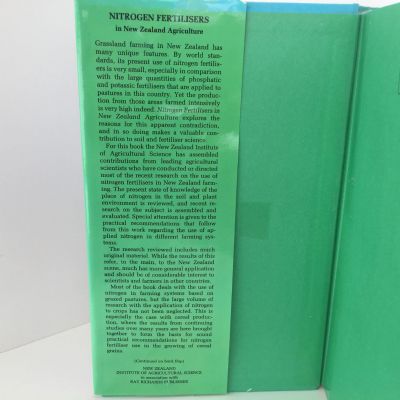 NITROGEN FERTILISERS
in New Zealand Agriculture
Grassland farming in New Zealand has
many unique features. By world stan-
dards, its present use of nitrogen fertilis-
ers is very small, especially in comparison
with the large quantities of phosphatic
and potassic fertilisers that are applied to
pastures in this country. Yet the produc-
tion from those areas farmed intensively
is very high indeed. Nitrogen Fertilisers in
New Zealand Agriculture explores the
reasons for this apparent contradiction,
and in so doing makes a valuable con-
tribution to soil and fertiliser science.
For this book the New Zealand Institute
of Agricultural Science has assembled
contributions from leading agricultural
scientists who have conducted or directed
most of the recent research on the use of
nitrogen fertilisers in New Zealand farm-
ing. The present state of knowledge of the
place of nitrogen in the soil and plant
environment is reviewed, and recent re-
search on the subject is assembled and
evaluated. Special attention is given to the
practical recommendations that follow
from this work regarding the use of ap-
plied nitrogen in different farming sys-
tems.
The research reviewed includes much
original material. While the results of this
refer, in the main, to the New Zealand
scene, much has more general application
and should be of considerable interest to
scientists and farmers in other countries.
Most of the book deals with the use of
nitrogen in farming systems based on
grazed pastures, but the large volume of
research with the application of nitrogen
to crops has not been neglected. This is
especially the case with cereal produc-
tion, where the results from continuing
studies over many years are here brought
together to form the basis for sound
practical recommendations for nitrogen
fertiliser use in the growing of cereal
grains.
(Continued on back flap)
NEW ZEALAND
INSTITUTE OF AGRICULTURAL SCIENCE
in association with
RAY RICHARDS PUBLISHER